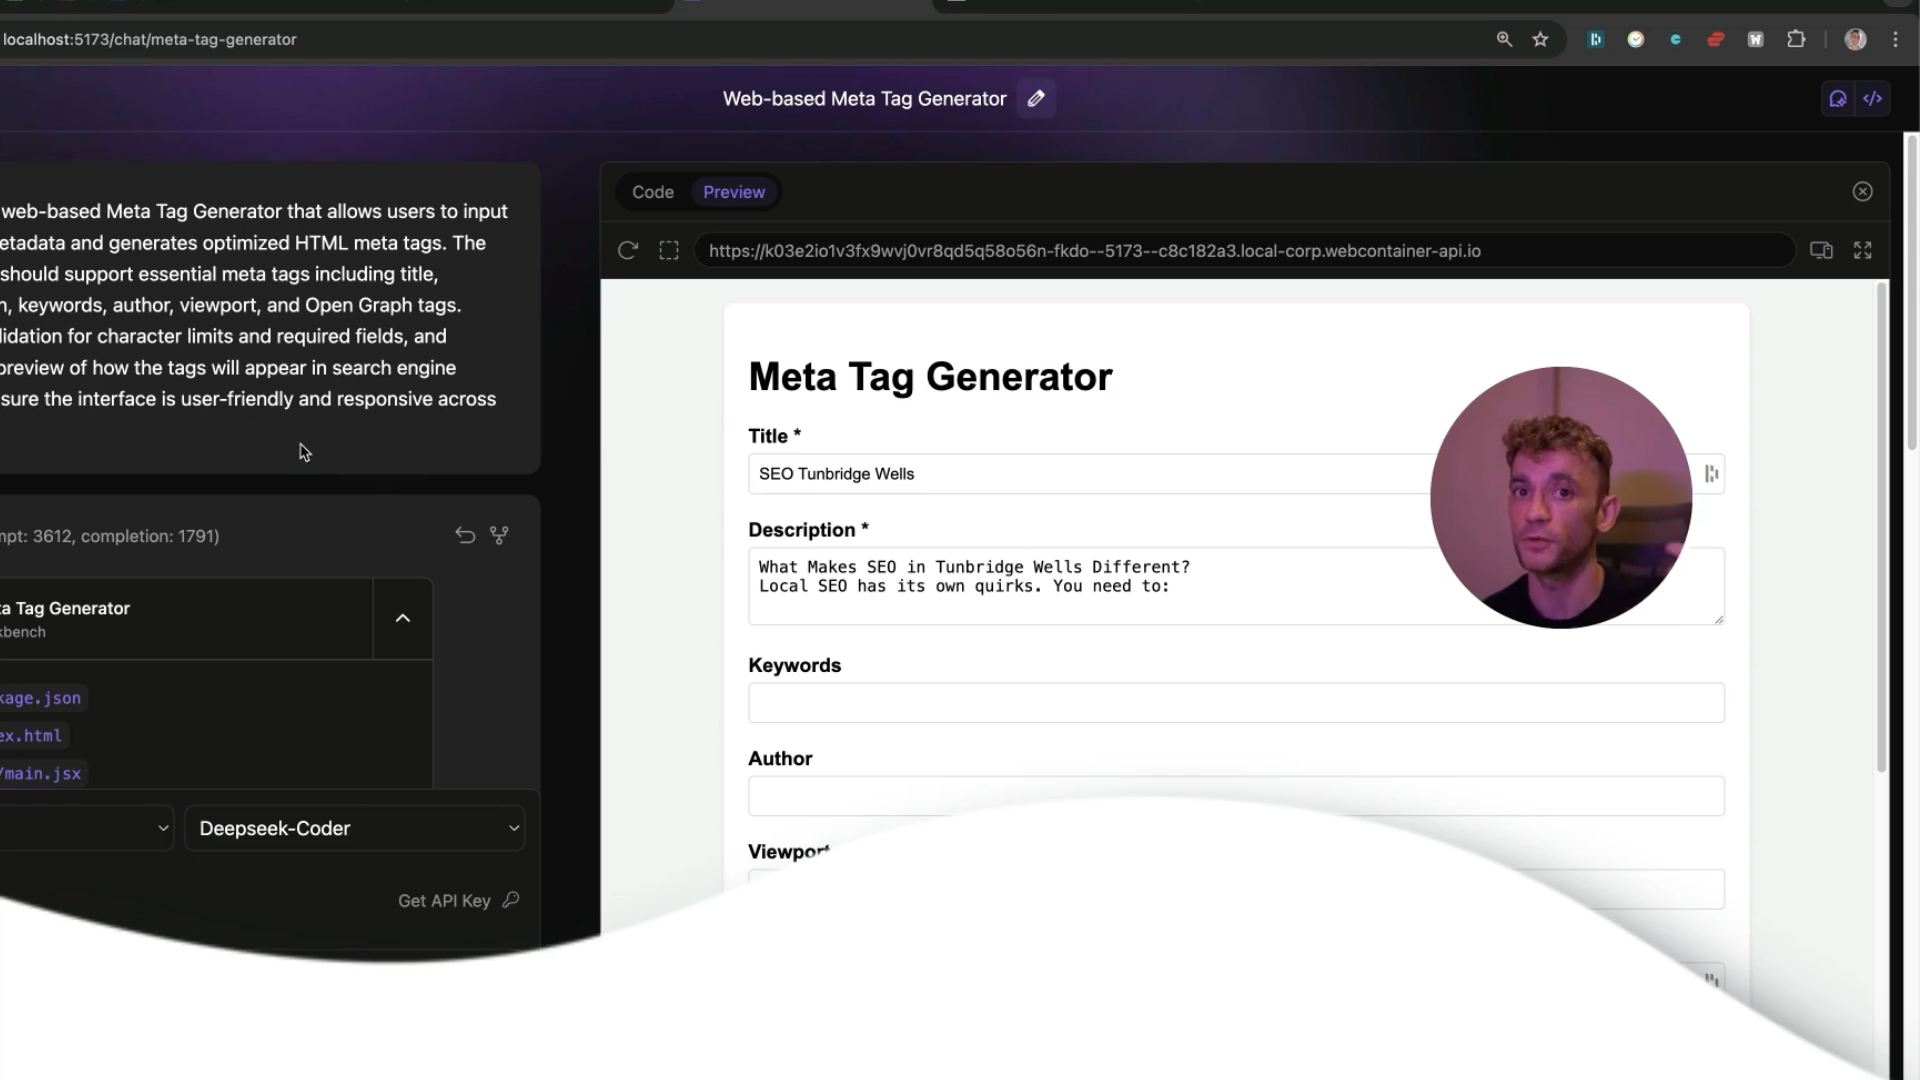 localhost:5173/chat/meta-tag-generator
Web-based Meta Tag Generator
web-based Meta Tag Generator that allows users to input
etadata and generates optimized HTML meta tags. The
should support essential meta tags including title,
n, keywords, author, viewport, and Open Graph tags.
lidation for character limits and required fields, and
preview of how the tags will appear in search engine
sure the interface is user-friendly and responsive across
mpt: 3612, completion: 1791)
ta Tag Generator
kbench
kage.json
ex.html
/main.jsx
Deepseek-Coder
Get API Key
Code Preview
https://k03e2io1v3fx9wvj0vr8qd5q58o56n-fkdo--5173--c8c182a3.local-corp.webcontainer-api.io
Meta Tag Generator
Title *
SEO Tunbridge Wells
Description *
What Makes SEO in Tunbridge Wells Different?
Local SEO has its own quirks. You need to:
Keywords
Author
Viewport